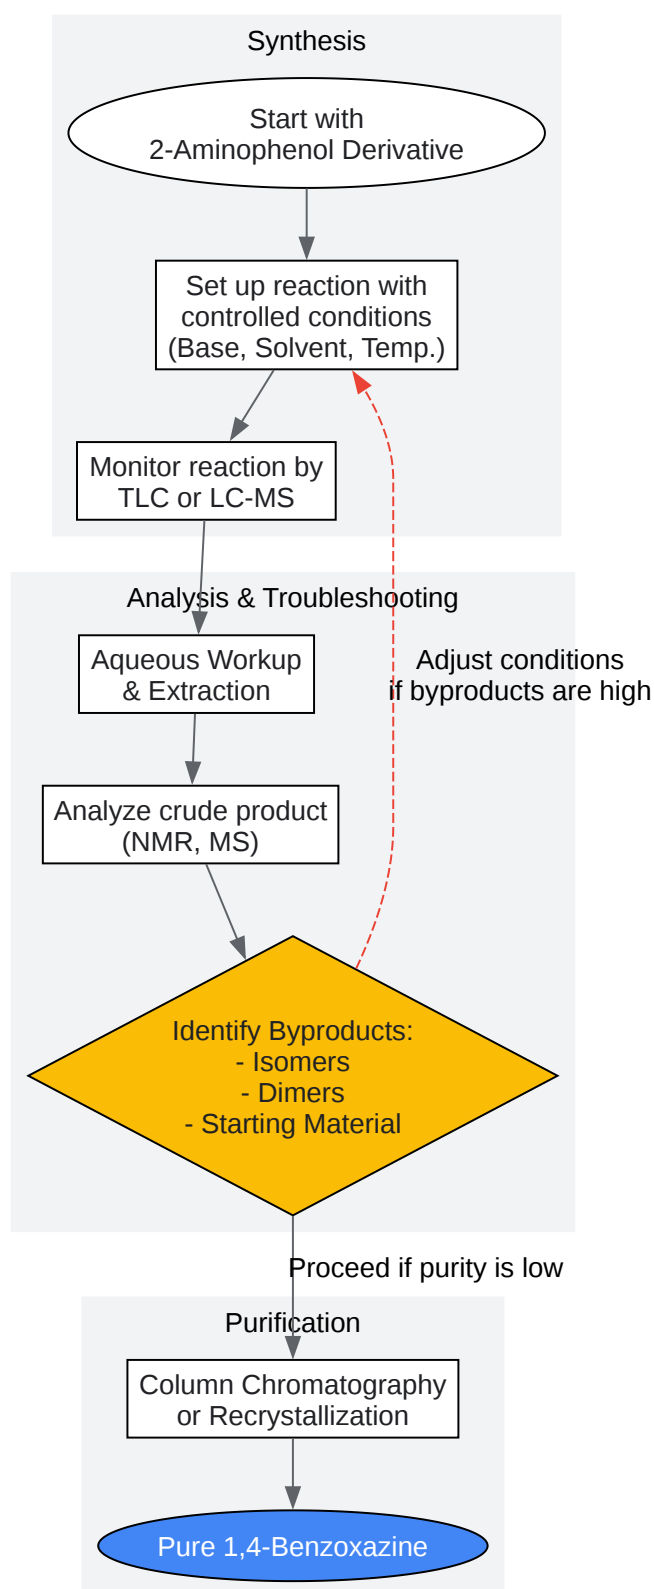 Synthesis
Start with
2-Aminophenol Derivative
Set up reaction with
controlled conditions
(Base, Solvent, Temp.)
Monitor reaction by
TLC or LC-MS
Analysis & Troubleshooting
Aqueous Workup
& Extraction
Adjust conditions
if byproducts are high
Analyze crude product
(NMR, MS)
Identify Byproducts:
- Isomers
- Dimers
- Starting Material
Proceed if purity is low
Purification
Column Chromatography
or Recrystallization
Pure 1,4-Benzoxazine